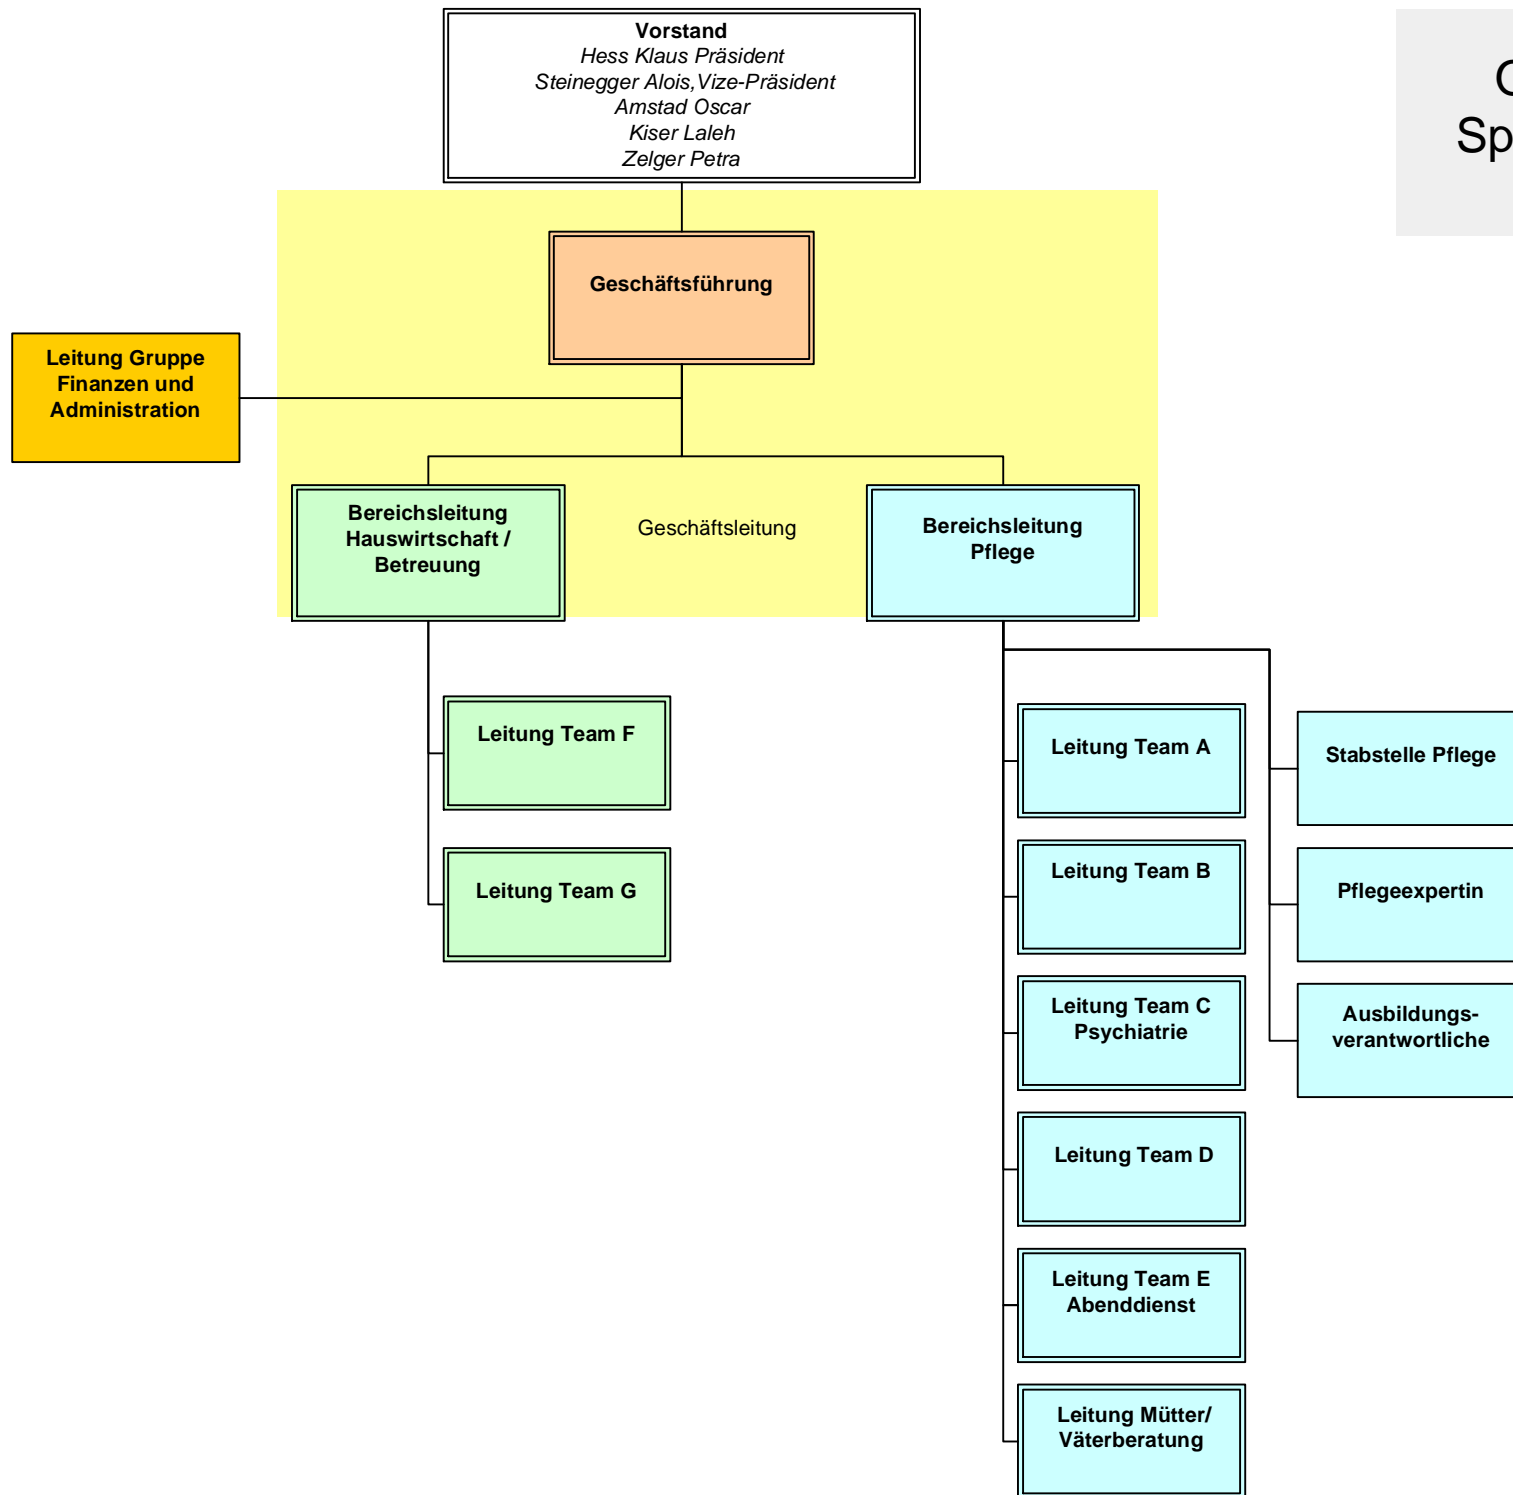 Vorstand
Hess Klaus Präsident
Steinegger Alois,Vize-Präsident
Amstad Oscar
Kiser Laleh
Zelger Petra
Geschäftsführung
Leitung Gruppe
Finanzen und
Administration
Bereichsleitung
Hauswirtschaft /
Betreuung
Geschäftsleitung
Bereichsleitung
Pflege
Leitung Team F
Leitung Team G
Leitung Team A
Leitung Team B
Leitung Team C
Psychiatrie
Leitung Team D
Leitung Team E
Abenddienst
Leitung Mütter/
Väterberatung
Stabstelle Pflege
Pflegeexpertin
Ausbildungs-
verantwortliche